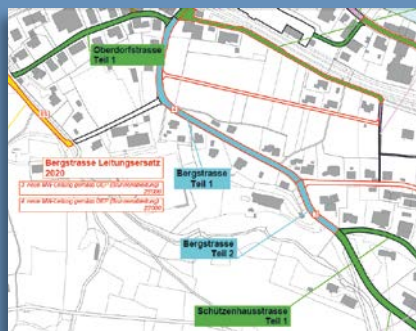 Oberdorfstrasse
Teil 1
Bergstrasse Leitungsersatz
2020
Bergstrasse
Teil 1
Bergstrasse
Teil 2
Schützenhausstrasse
Teil 1